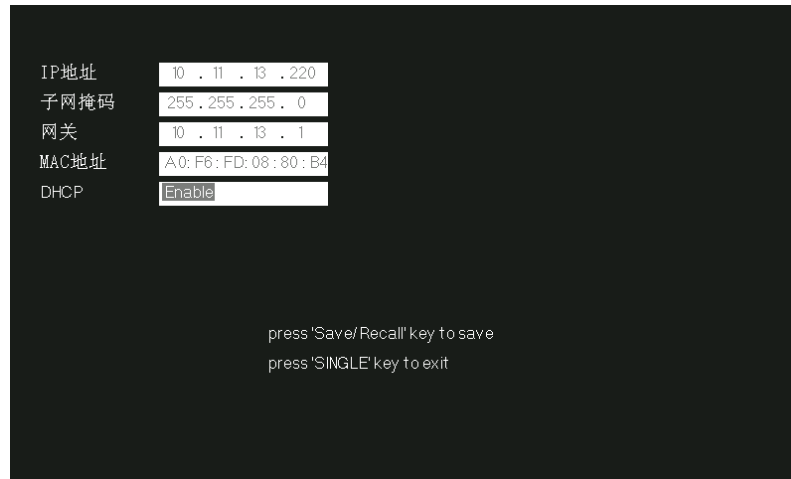 IP地址 10 . 11 . 13 . 220
子网掩码 255 . 255 . 255 . 0
网关 10 . 11 . 13 . 1
MAC地址 A0: F6: FD: 08: 80: B4
DHCP Enable
press 'Save/Recall' key to save
press 'SINGLE' key to exit